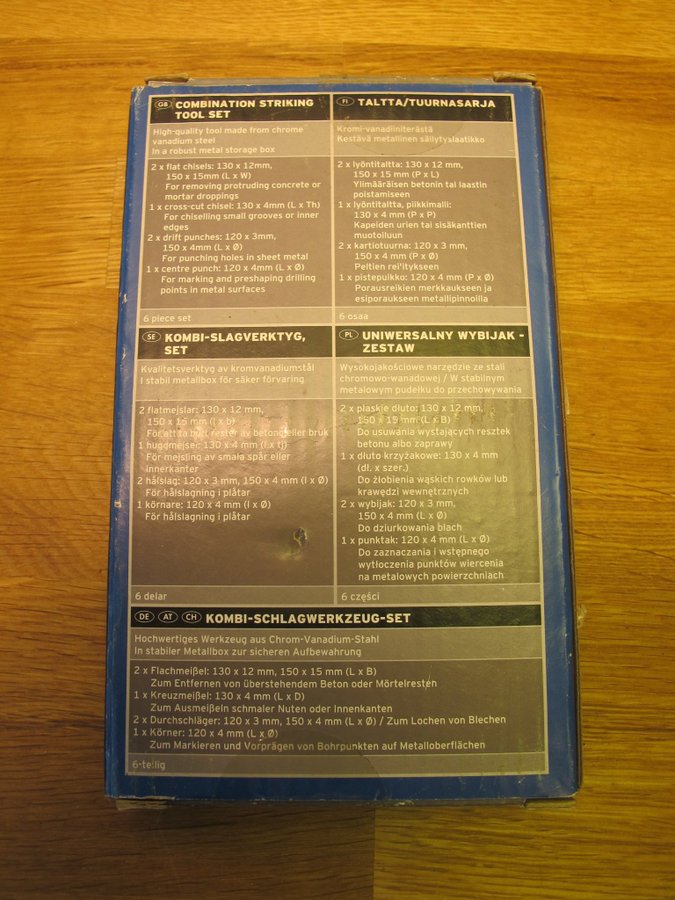 GB COMBINATION STRIKING
TOOL SET
High-quality tool made from chrome
vanadium steel
In a robust metal storage box
2 x flat chisels: 130 x 12mm,
150 x 15mm (L x W)
For removing protruding concrete or
mortar droppings
1 x cross-cut chisel: 130 x 4mm (L x Th)
For chiselling small grooves or inner
edges
2 x drift punches: 120 x 3mm,
150 x 4mm (L x Ø)
For punching holes in sheet metal
1 x centre punch: 120 x 4mm (L x Ø)
For marking and preshaping drilling
points in metal surfaces
6 piece set
FI TALTTA/TUURNASARJA
Kromi-vanadiiniterästä
Kestävä metallinen säilytyslaatikko
2 x lyöntitaltta: 130 x 12 mm,
150 x 15 mm (P x L)
Ylimääräisen betonin tai laastin
poistamiseen
1 x lyöntitaltta, piikkimalli:
130 x 4 mm (P x P)
Kapeiden urien tai sisäkanttien
muotoiluun
2 x kartiotuurna: 120 x 3 mm,
150 x 4 mm (P x Ø)
Peltien rei'itykseen
1 x pistepuikko: 120 x 4 mm (P x Ø)
Porausreikien merkkaukseen ja
esiporaukseen metallipinnoilla
6 osaa
SE KOMBI-SLAGVERKTYG,
SET
Kvalitetsverktyg av kromvanadiumstål
I stabil metallbox för säker förvaring
2 flatmejslar: 130 x 12 mm,
150 x 15 mm (l x b)
För att ta bort rester av betong eller bruk
1 huggmejsel: 130 x 4 mm (l x tj)
För mejsling av smala spår eller
innerkanter
2 hålslag: 120 x 3 mm, 150 x 4 mm (l x Ø)
För hålslagning i plåtar
1 körnare: 120 x 4 mm (l x Ø)
För hålslagning i plåtar
6 delar
PL UNIWERSALNY WYBIJAK -
ZESTAW
Wysokojakościowe narzędzie ze stali
chromowo-wanadowej / W stabilnym
metalowym pudełku do przechowywania
2 x płaskie dłuto: 130 x 12 mm,
150 x 15 mm (L x B)
Do usuwania wystających resztek
betonu albo zaprawy
1 x dłuto krzyżakowe: 130 x 4 mm
(dł. x szer.)
Do żłobienia wąskich rowków lub
krawędzi wewnętrznych
2 x wybijak: 120 x 3 mm,
150 x 4 mm (L x Ø)
Do dziurkowania blach
1 x punktak: 120 x 4 mm (L x Ø)
Do zaznaczania i wstępnego
wytłoczenia punktów wiercenia
na metalowych powierzchniach
6 części
DE AT CH KOMBI-SCHLAGWERKZEUG-SET
Hochwertiges Werkzeug aus Chrom-Vanadium-Stahl
In stabiler Metallbox zur sicheren Aufbewahrung
2 x Flachmeißel: 130 x 12 mm, 150 x 15 mm (L x B)
Zum Entfernen von überstehendem Beton oder Mörtelresten
1 x Kreuzmeißel: 130 x 4 mm (L x D)
Zum Ausmeißeln schmaler Nuten oder Innenkanten
2 x Durchschläger: 120 x 3 mm, 150 x 4 mm (L x Ø) / Zum Lochen von Blechen
1 x Körner: 120 x 4 mm (L x Ø)
Zum Markieren und Vorprägen von Bohrpunkten auf Metalloberflächen
6-teilig